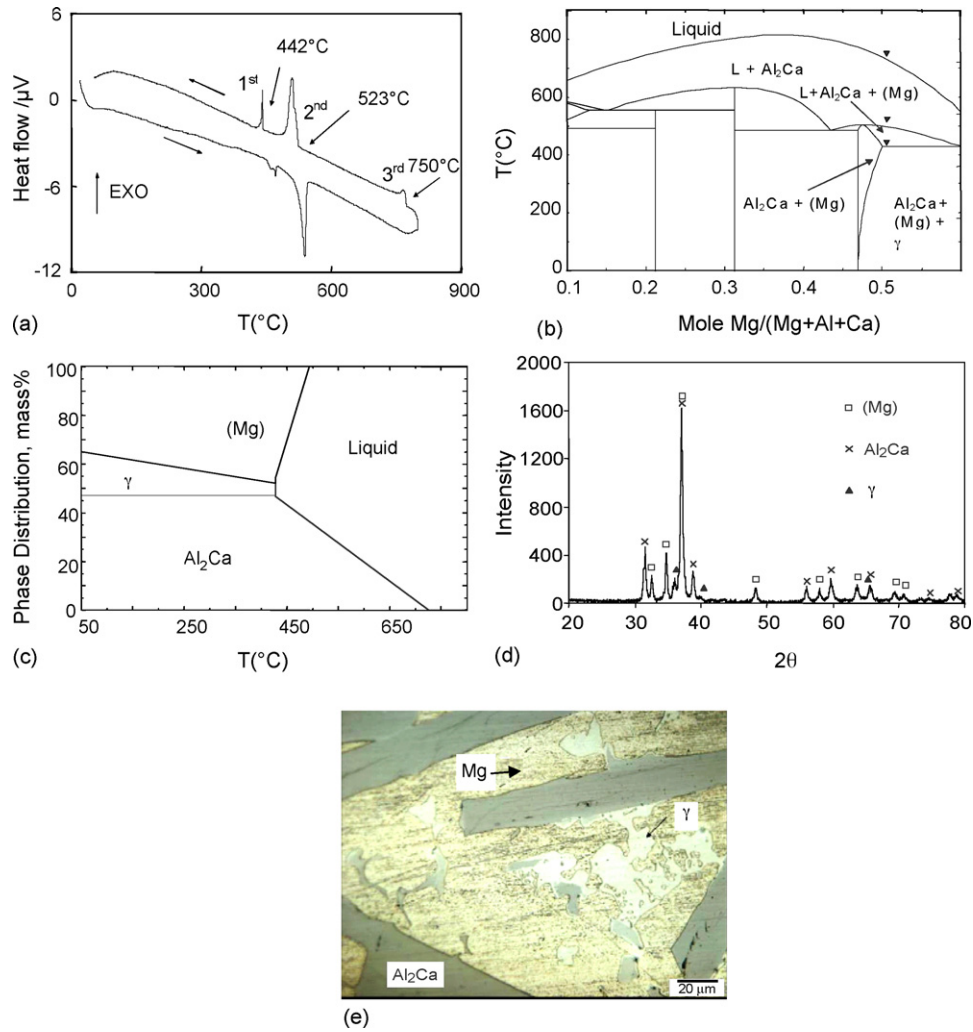 6
0
-6
-12
Heat flow /µV
1st
442°C
2nd
523°C
3rd 750°C
EXO
0
300
600
900
T(°C)
(a)
800
600
400
200
0
T(°C)
Liquid
L + Al2Ca
L+Al2Ca + (Mg)
Al2Ca + (Mg)
Al2Ca+
(Mg) +
γ
0.1
0.2
0.3
0.4
0.5
Mole Mg/(Mg+Al+Ca)
(b)
100
80
60
40
20
0
Phase Distribution, mass%
(Mg)
Liquid
γ
Al2Ca
50
250
450
650
T(°C)
(c)
2000
1600
1200
800
400
0
Intensity
(Mg)
Al2Ca
γ
20
30
40
50
60
70
80
2θ
(d)
Mg
γ
Al2Ca
20 µm
(e)